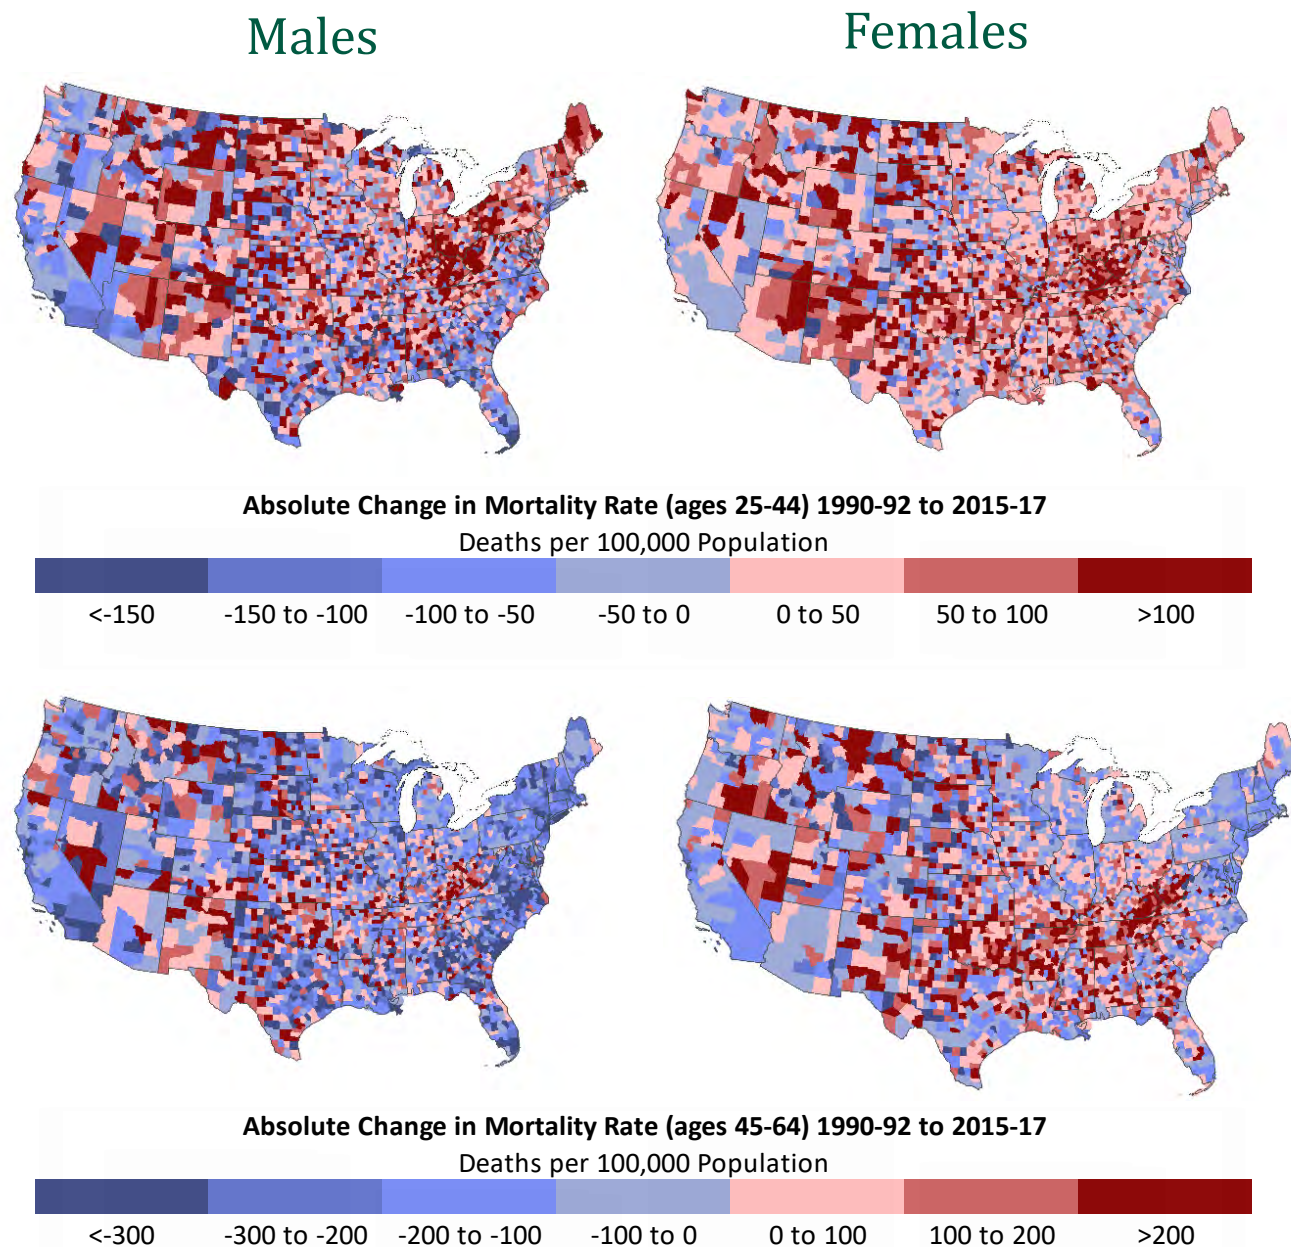 Males
Females
Absolute Change in Mortality Rate (ages 25-44) 1990-92 to 2015-17
Deaths per 100,000 Population
<-150 -150 to -100 -100 to -50 -50 to 0 0 to 50 50 to 100 >100
Absolute Change in Mortality Rate (ages 45-64) 1990-92 to 2015-17
Deaths per 100,000 Population
<-300 -300 to -200 -200 to -100 -100 to 0 0 to 100 100 to 200 >200